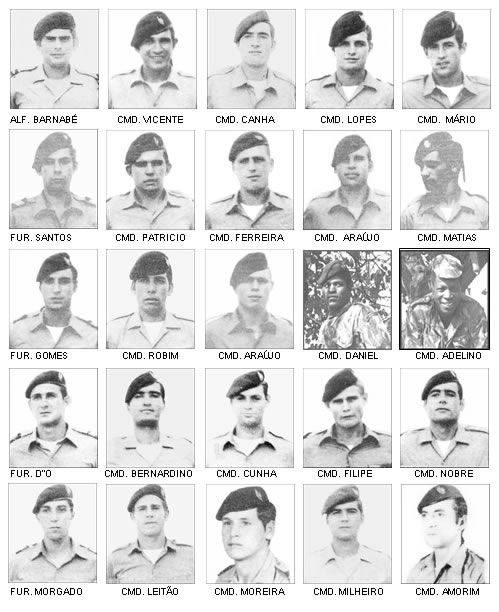 ALF. BARNABÉ CMD. VICENTE CMD. CANHA CMD. LOPES CMD. MÁRIO
FUR. SANTOS CMD. PATRICIO CMD. FERREIRA CMD. ARAÚJO CMD. MATIAS
FUR. GOMES CMD. ROBIM CMD. ARAÚJO CMD. DANIEL CMD. ADELINO
FUR. D"O CMD. BERNARDINO CMD. CUNHA CMD. FILIPE CMD. NOBRE
FUR. MORGADO CMD. LEITÃO CMD. MOREIRA CMD. MILHEIRO CMD. AMORIM